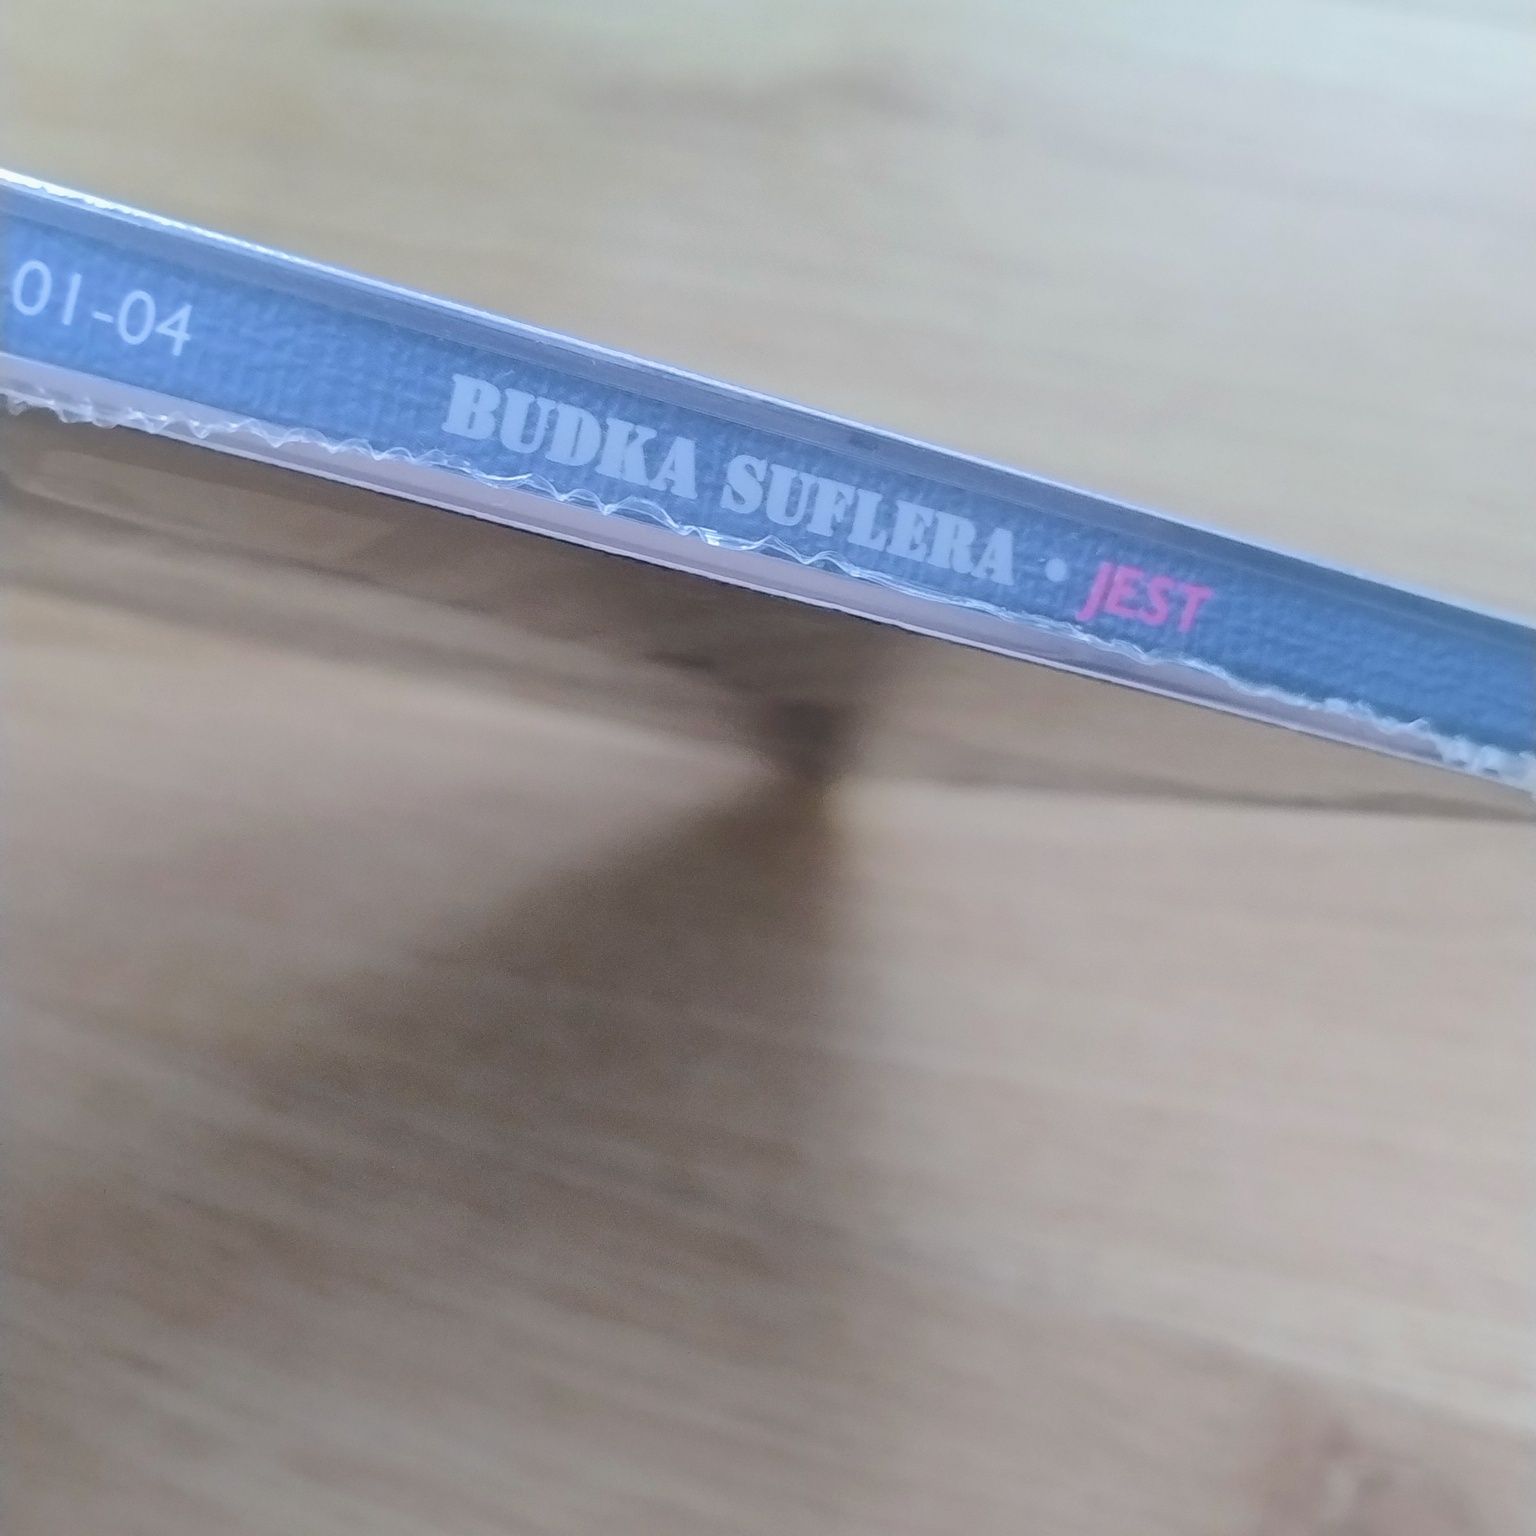 01-04 BUDKA SUFLERA • JEST